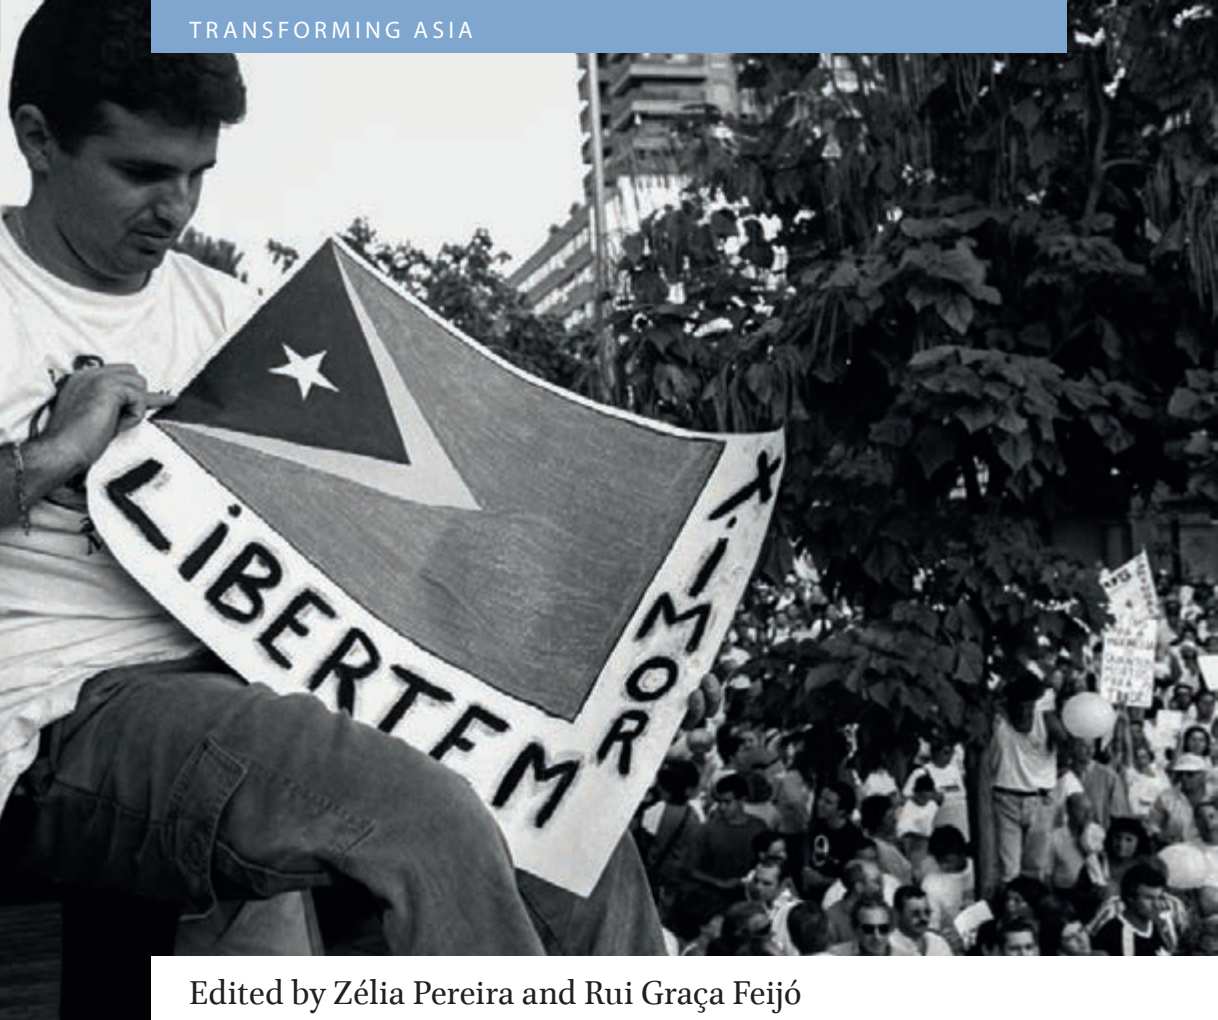 TRANSFORMING ASIA
LiBERTEM
TiMOR
Edited by Zélia Pereira and Rui Graça Feijó